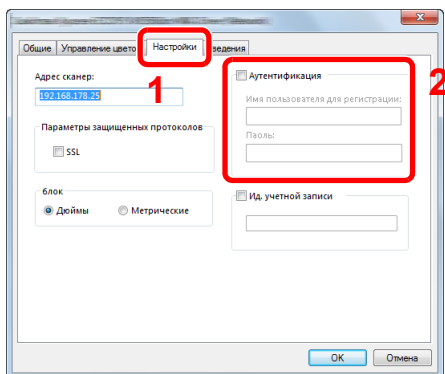 Общие Управление цвето Настройки ведения
1
2
Адрес сканер:
192.168.178.25
Параметры защищенных протоколов
SSL
блок
Дюймы Метрические
Аутентификация
Имя пользователя для регистрации:
Паоль:
Ид. учетной записи
OK Отмена